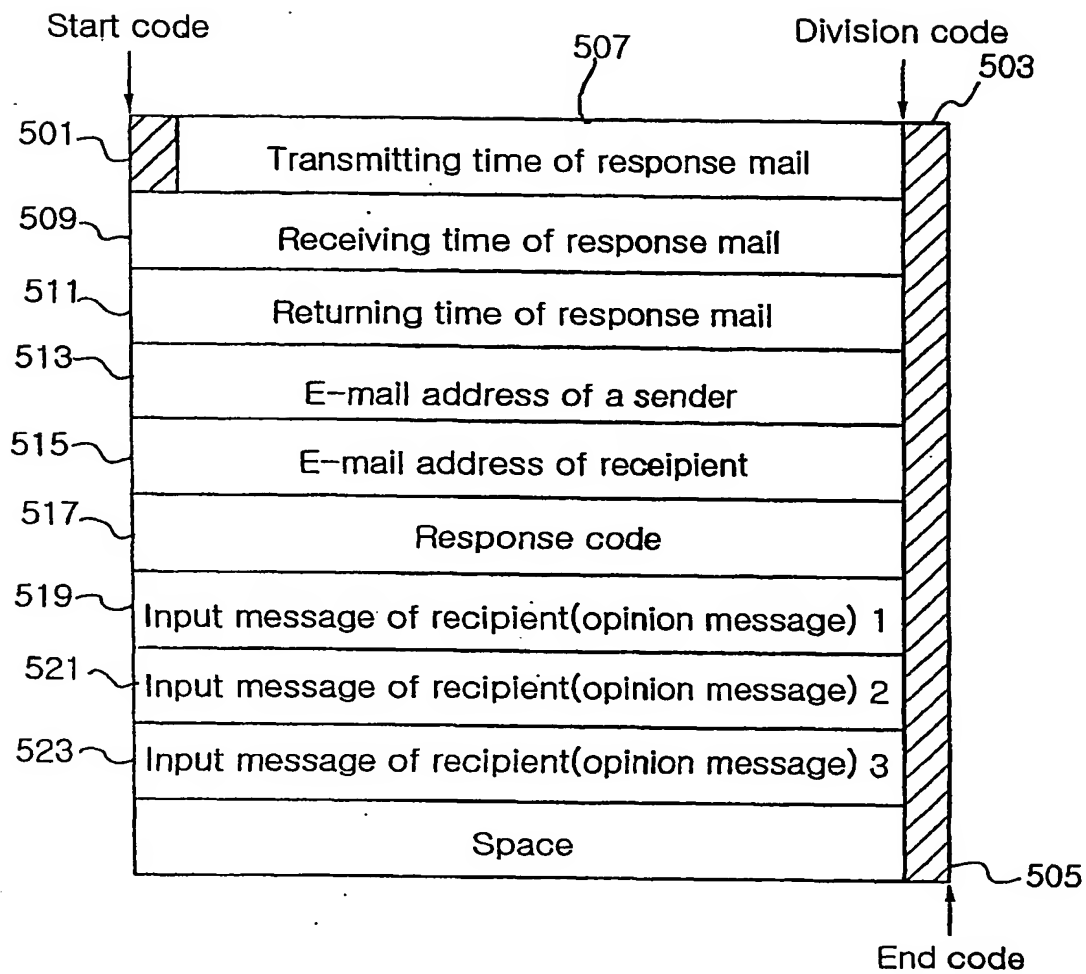 Start code
Division code
507
503
501
Transmitting time of response mail
509
Receiving time of response mail
511
Returning time of response mail
513
E-mail address of a sender
515
E-mail address of receipient
517
Response code
519
Input message of recipient(opinion message) 1
521
Input message of recipient(opinion message) 2
523
Input message of recipient(opinion message) 3
Space
505
End code